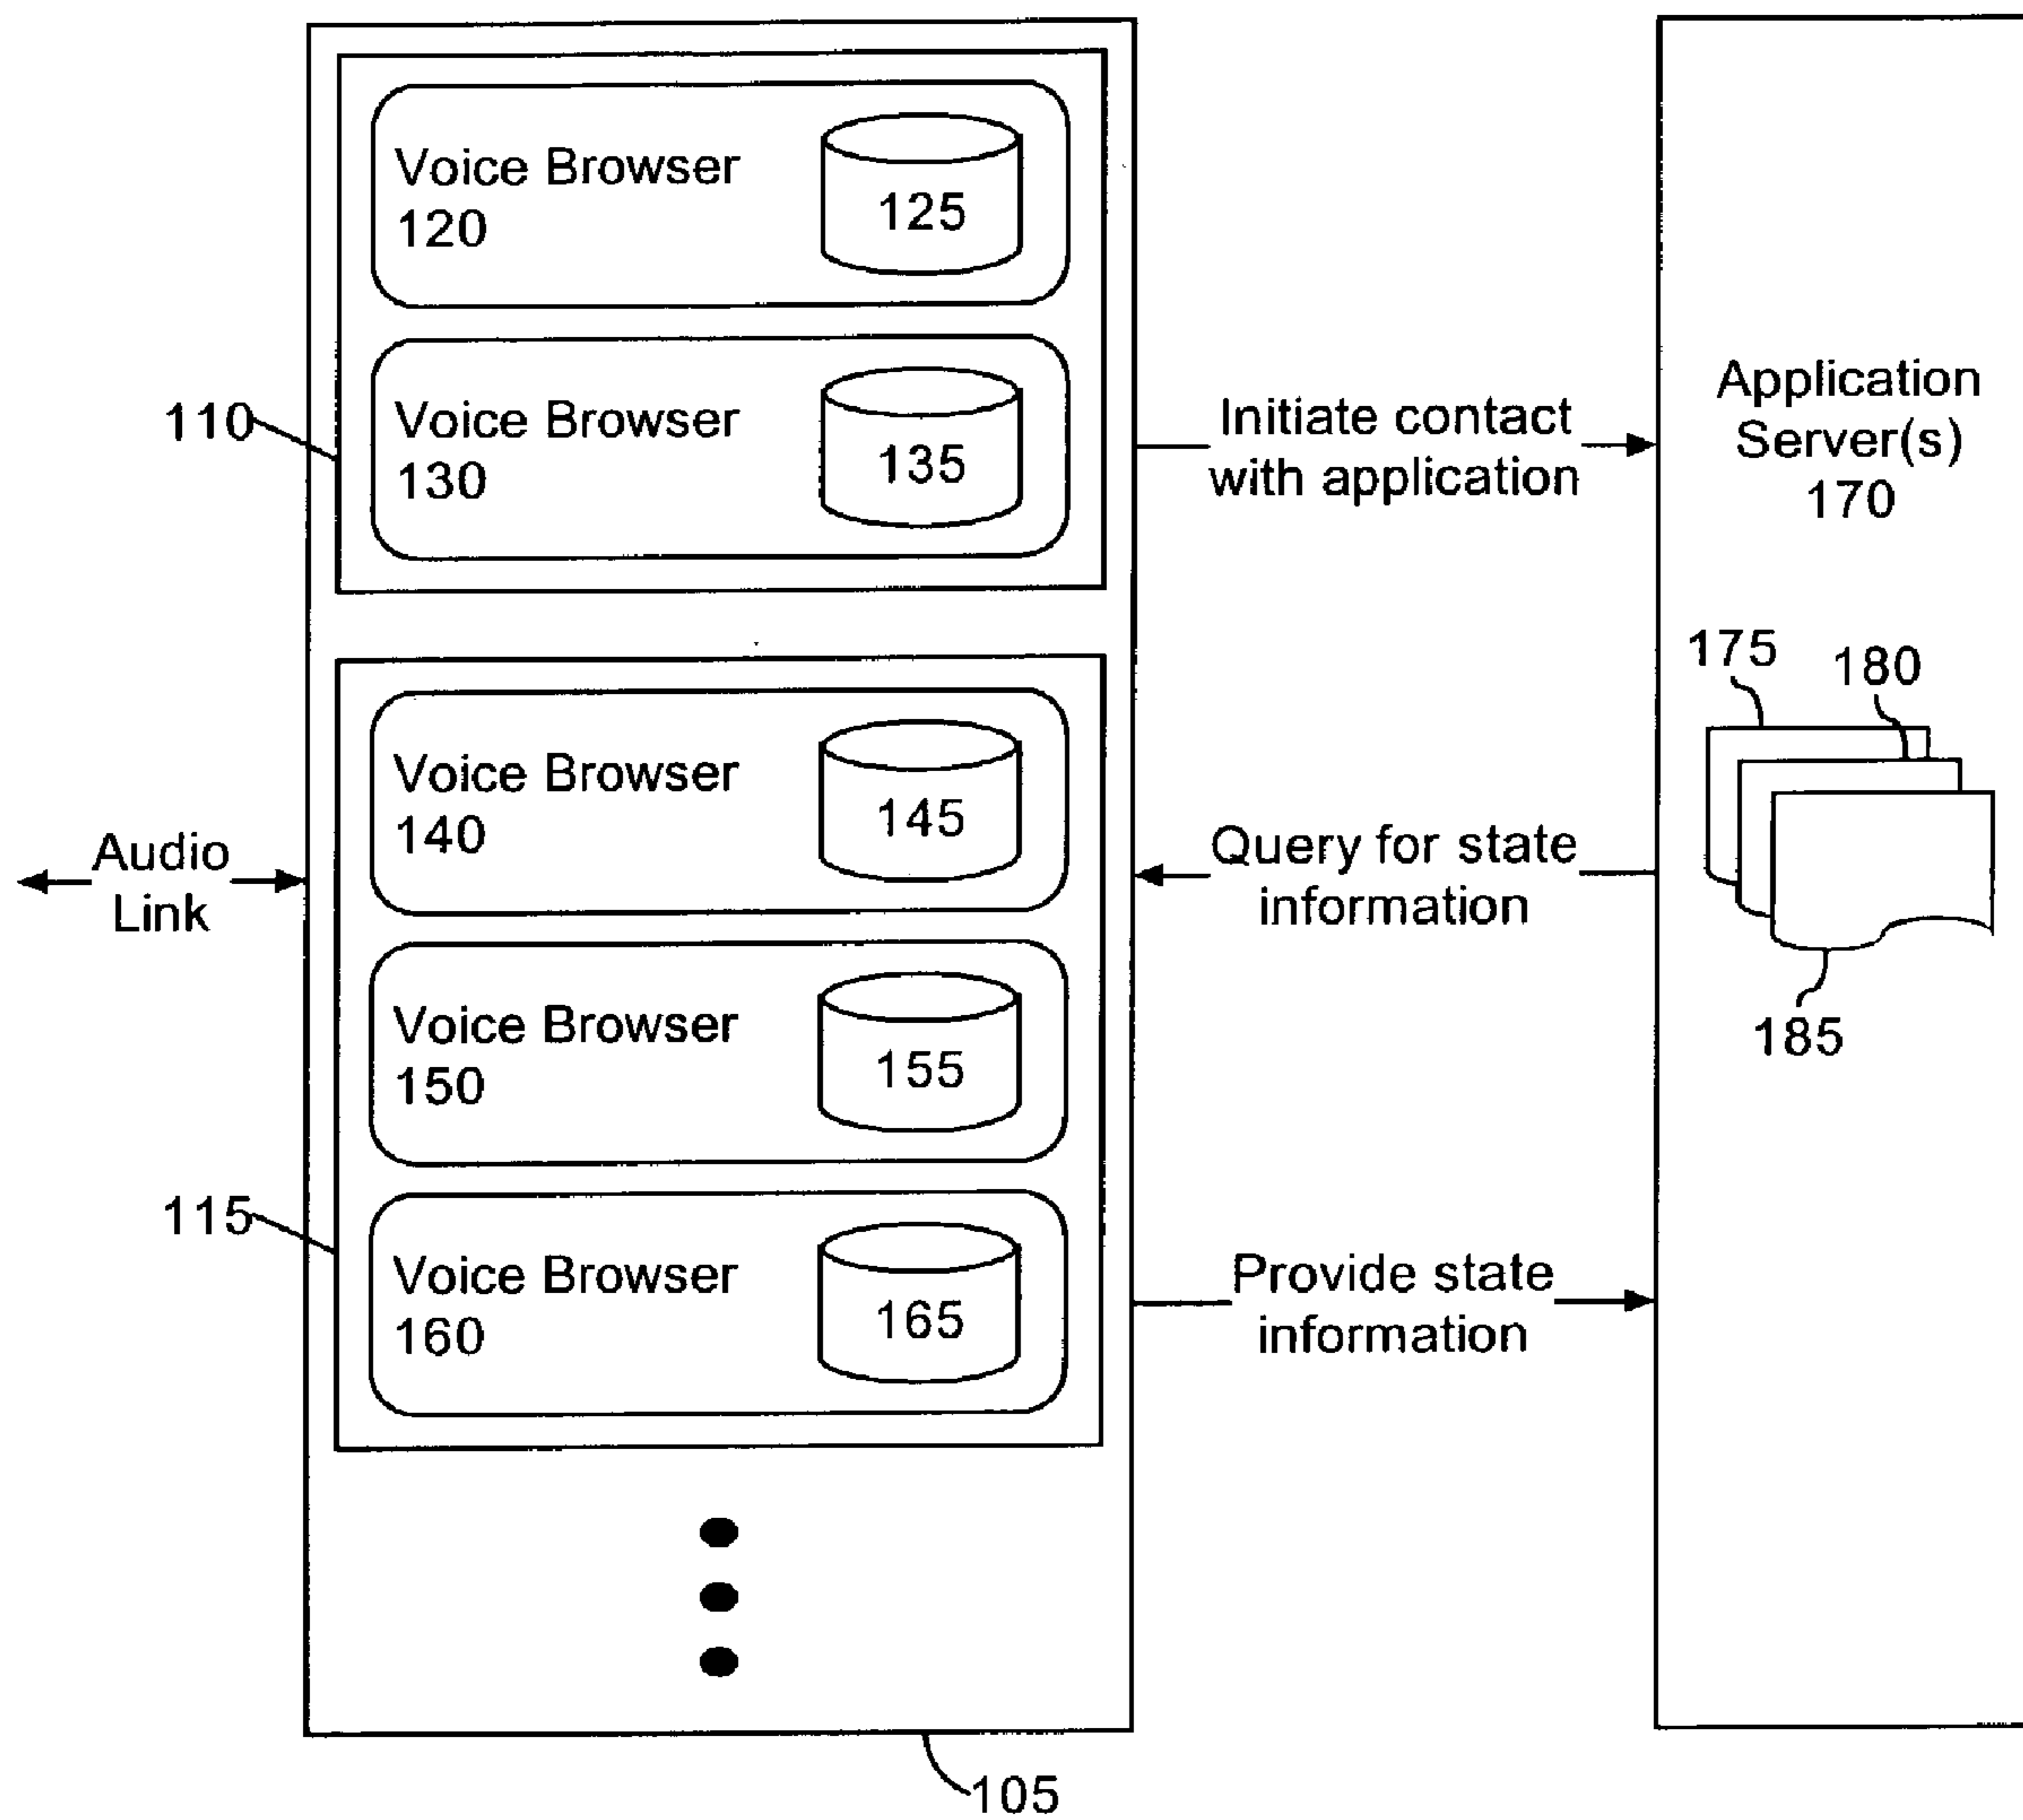 Voice Browser
120
125
Voice Browser
130
135
110
Initiate contact
with application
Application
Server(s)
170
175
180
185
Voice Browser
140
145
Audio
Link
Query for state
information
Voice Browser
150
155
115
Voice Browser
160
165
Provide state
information
105